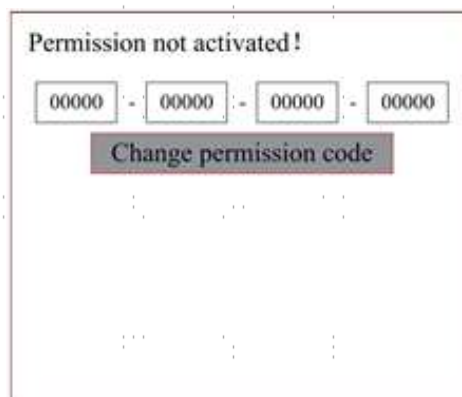 Permission not activated!
00000 - 00000 - 00000 - 00000
Change permission code